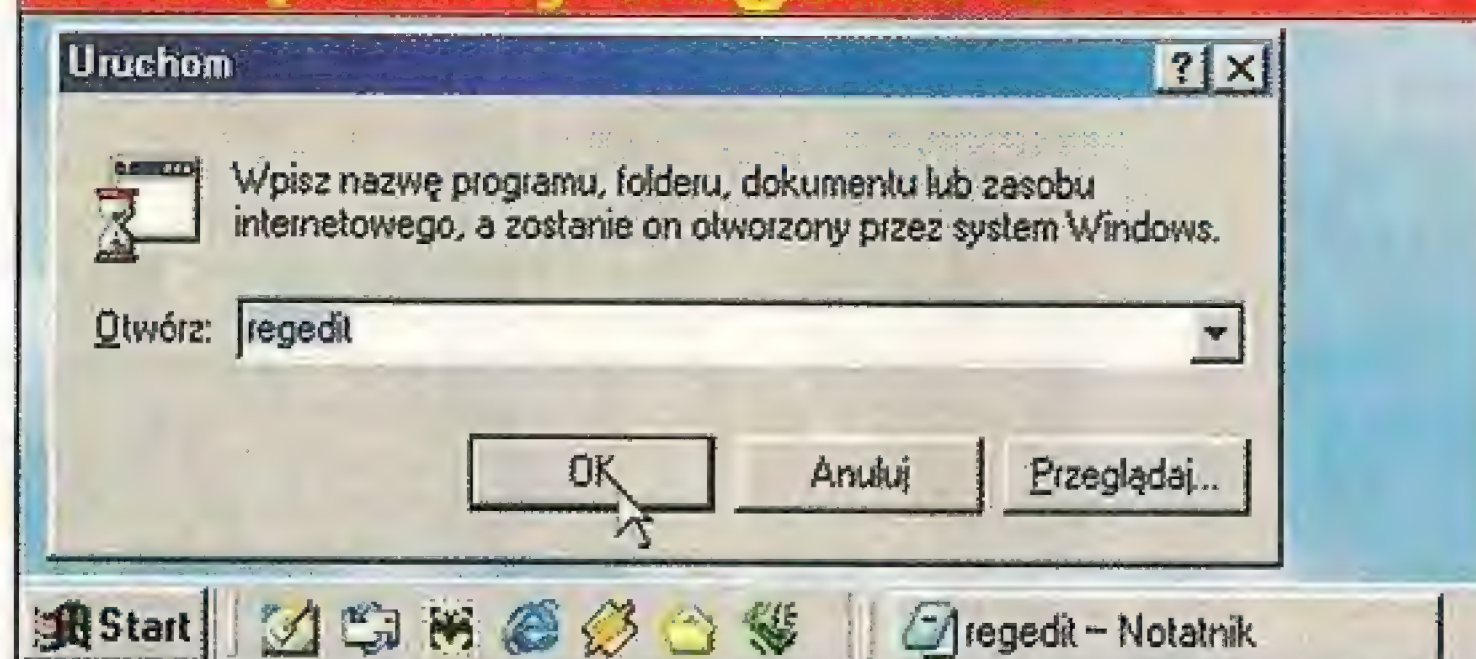 Uruchom
Wpisz nazwę programu, folderu, dokumentu lub zasobu
internetowego, a zostanie on otworzony przez system Windows.
Otwórz: regedit
OK Anuluj Przeglądaj...
Start regedit – Notatnik